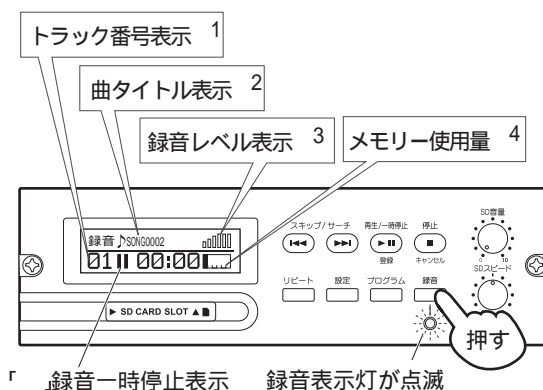 トラック番号表示 1
曲タイトル表示 2
録音レベル表示 3
メモリー使用量 4
録音 ♪SONG0002
01 00:00
スキップ/サーチ
再生/一時停止
停止
登録
キャンセル
SD音量
0 10
リピート
設定
プログラム
録音
SDスピード
SD CARD SLOT
押す
「 」録音一時停止表示
録音表示灯が点滅